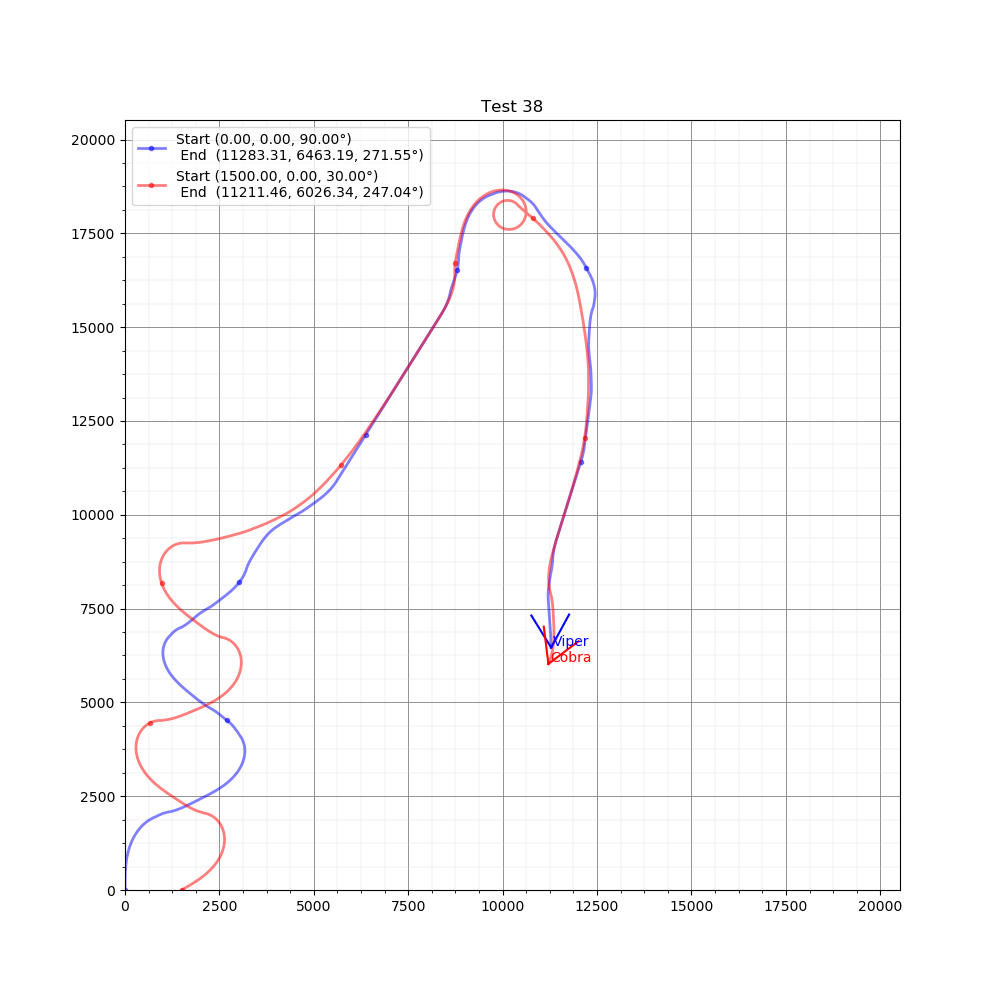 Test 38
Start (0.00, 0.00, 90.00°)
End  (11283.31, 6463.19, 271.55°)
Start (1500.00, 0.00, 30.00°)
End  (11211.46, 6026.34, 247.04°)
20000
17500
15000
12500
10000
7500
5000
2500
0
Viper
Cobra
0 2500 5000 7500 10000 12500 15000 17500 20000